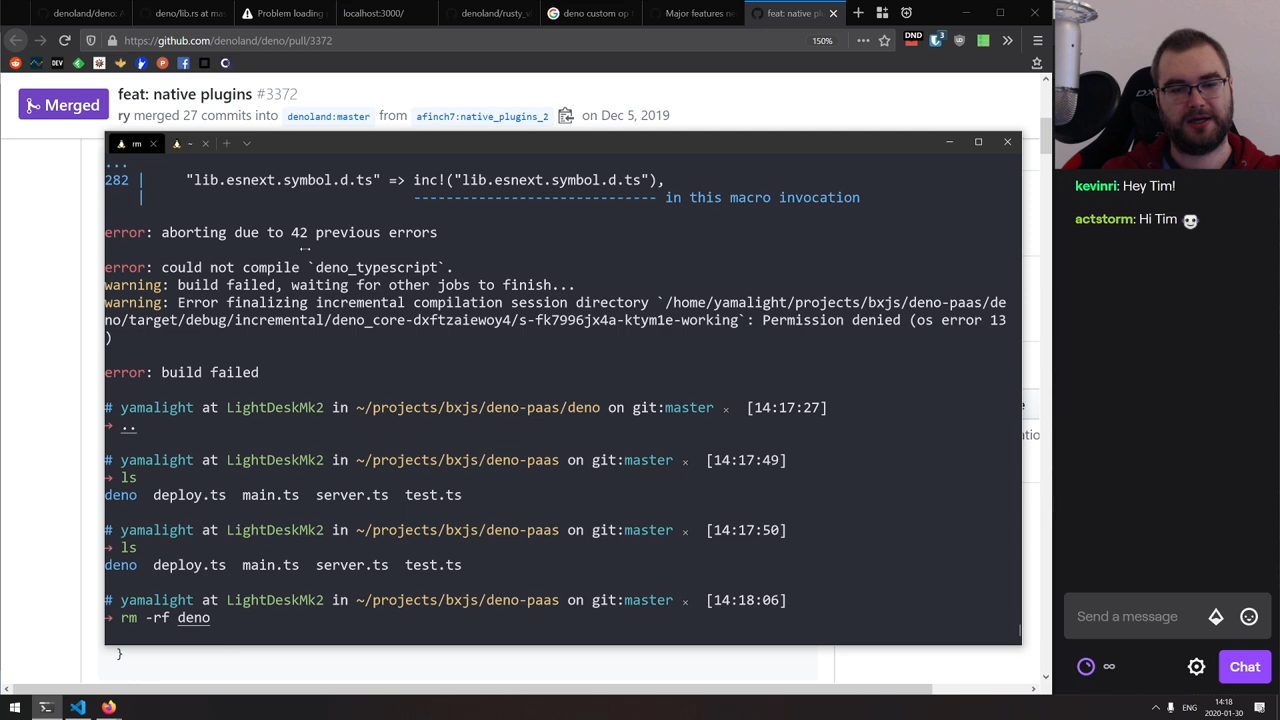 denoland/deno:
deno/lib.rs at mas
Problem loading
localhost:3000/
denoland/rusty_v
deno custom op
Major features ne
feat: native plu
https://github.com/denoland/deno/pull/3372
150%
DND
3
DEV
Merged
feat: native plugins #3372
ry merged 27 commits into denoland:master from afinch7:native_plugins_2 on Dec 5, 2019
rm
~
...
282 | "lib.esnext.symbol.d.ts" => inc!("lib.esnext.symbol.d.ts"),
| ------------------------------ in this macro invocation
error: aborting due to 42 previous errors
error: could not compile `deno_typescript`.
warning: build failed, waiting for other jobs to finish...
warning: Error finalizing incremental compilation session directory `/home/yamalight/projects/bxjs/deno-paas/de
no/target/debug/incremental/deno_core-dxftzaiewoy4/s-fk7996jx4a-ktym1e-working`: Permission denied (os error 13
)
error: build failed
# yamalight at LightDeskMk2 in ~/projects/bxjs/deno-paas/deno on git:master × [14:17:27]
→ ..
# yamalight at LightDeskMk2 in ~/projects/bxjs/deno-paas on git:master × [14:17:49]
→ ls
deno deploy.ts main.ts server.ts test.ts
# yamalight at LightDeskMk2 in ~/projects/bxjs/deno-paas on git:master × [14:17:50]
→ ls
deno deploy.ts main.ts server.ts test.ts
# yamalight at LightDeskMk2 in ~/projects/bxjs/deno-paas on git:master × [14:18:06]
→ rm -rf deno
}
kevinri: Hey Tim!
actstorm: Hi Tim
Send a message
∞
Chat
ENG
14:18
2020-01-30